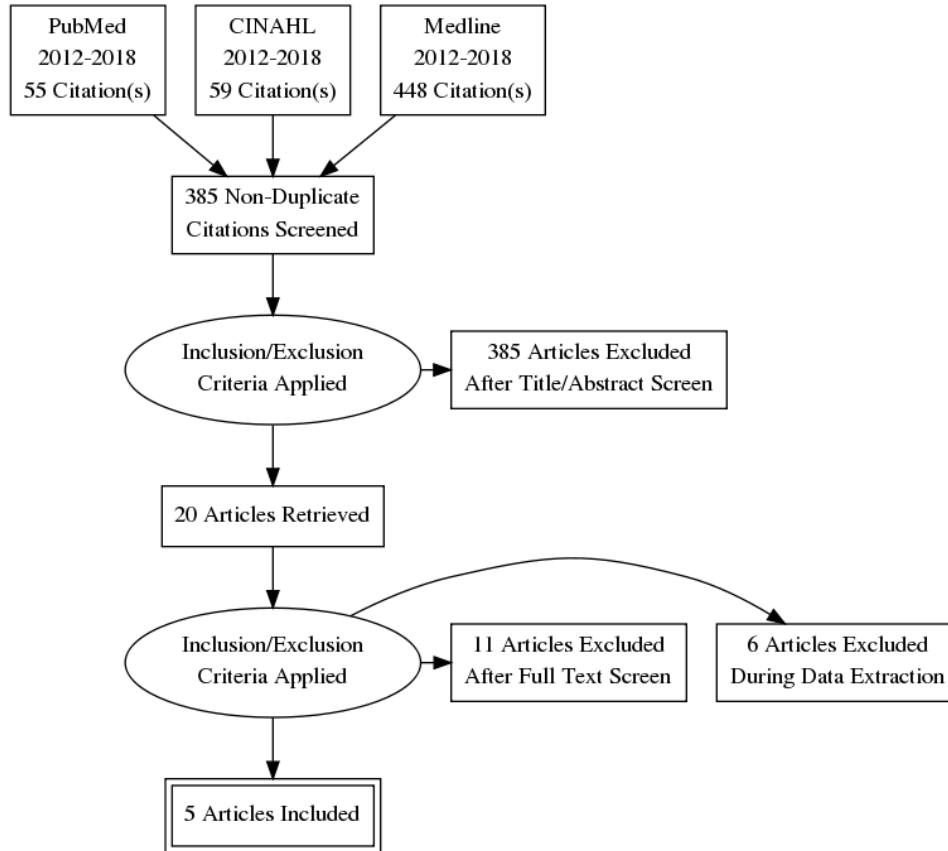 PubMed
2012-2018
55 Citation(s)
CINAHL
2012-2018
59 Citation(s)
Medline
2012-2018
448 Citation(s)
385 Non-Duplicate
Citations Screened
Inclusion/Exclusion
Criteria Applied
385 Articles Excluded
After Title/Abstract Screen
20 Articles Retrieved
Inclusion/Exclusion
Criteria Applied
11 Articles Excluded
After Full Text Screen
6 Articles Excluded
During Data Extraction
5 Articles Included